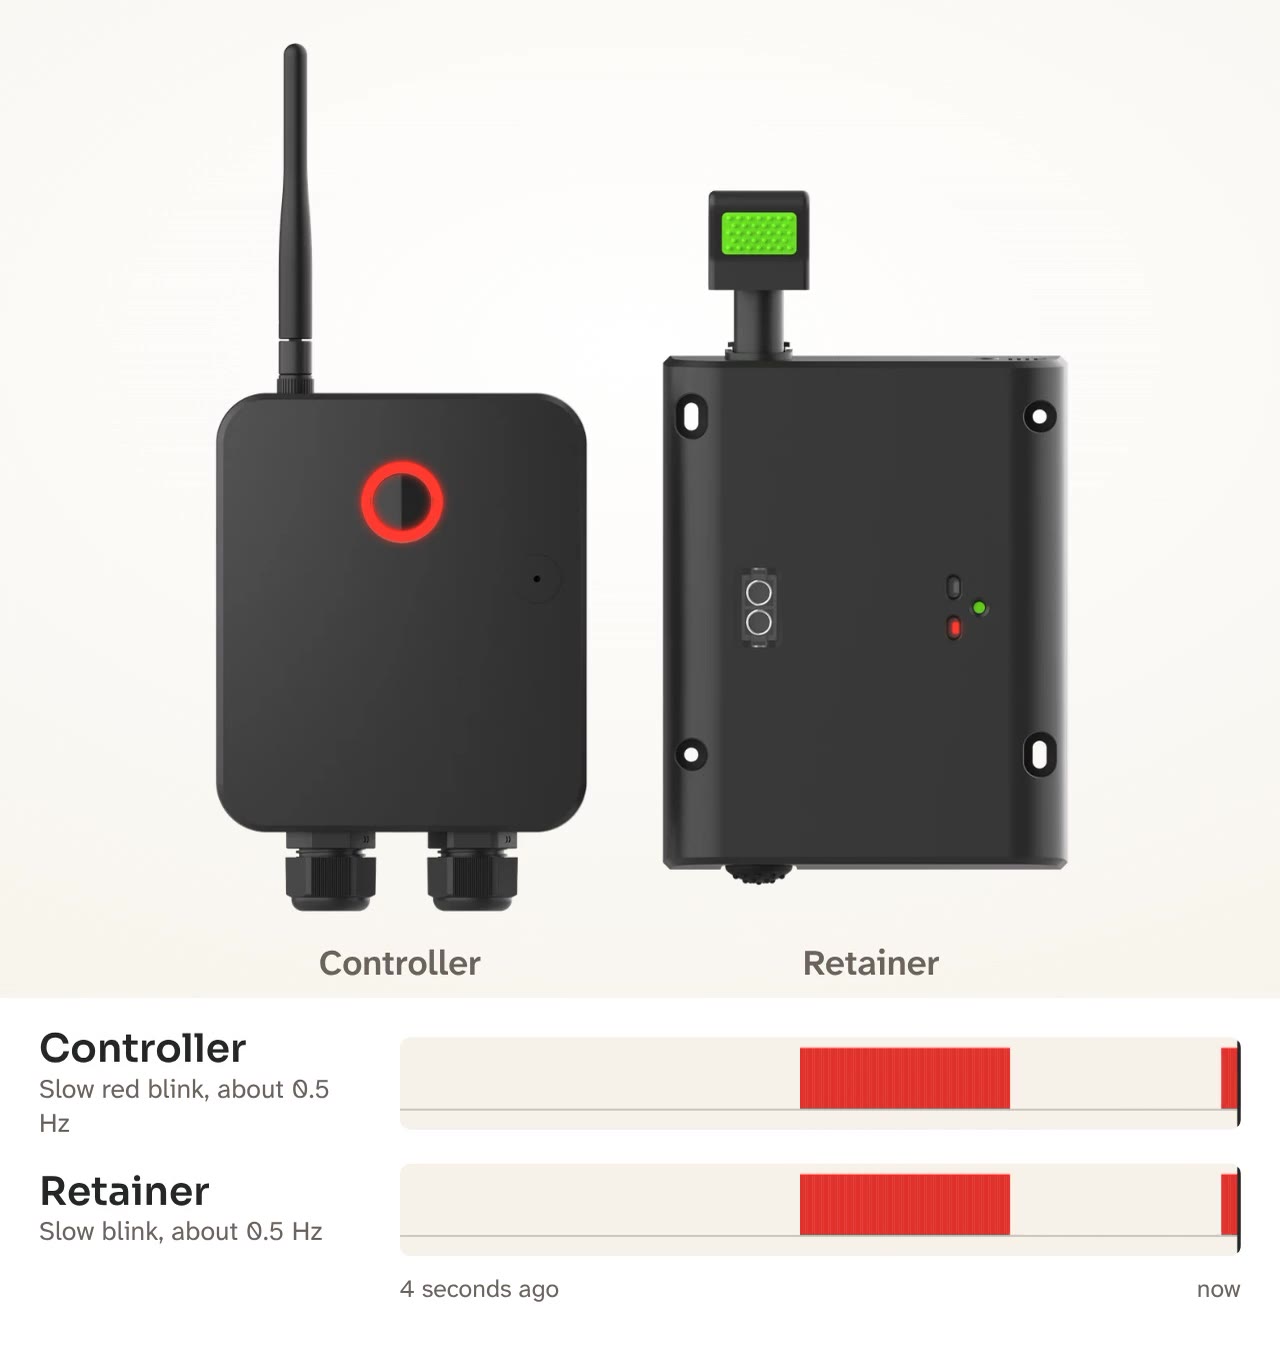 Controller
Retainer
Controller
Slow red blink, about 0.5
Hz
Retainer
Slow blink, about 0.5 Hz
4 seconds ago
now